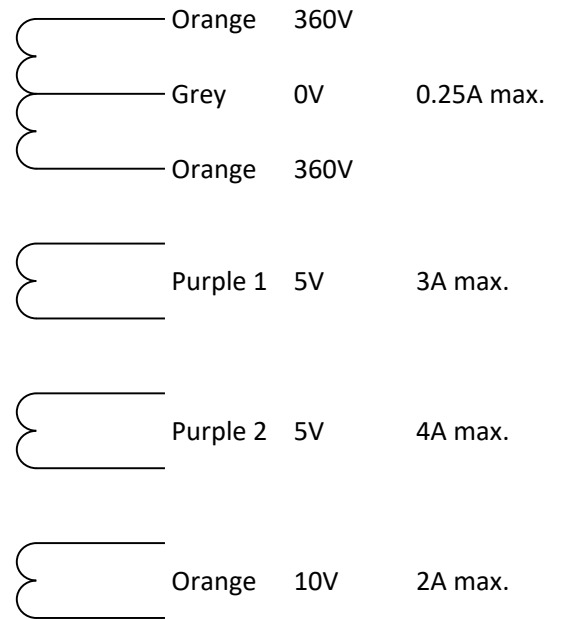 Orange 360V
Grey 0V 0.25A max.
Orange 360V
Purple 1 5V 3A max.
Purple 2 5V 4A max.
Orange 10V 2A max.